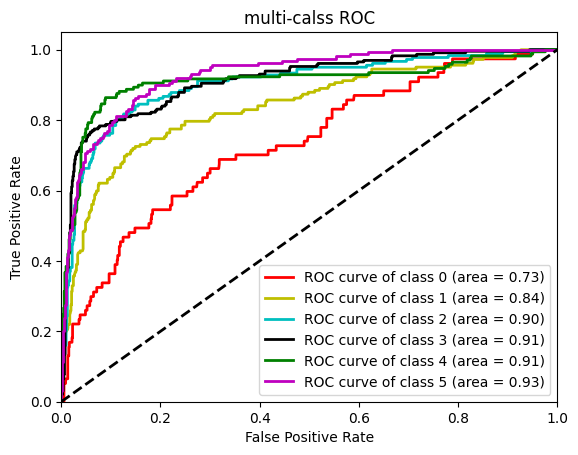 multi-calss ROC
1.0
0.8
0.6
0.4
0.2
0.0
True Positive Rate
ROC curve of class 0 (area = 0.73)
ROC curve of class 1 (area = 0.84)
ROC curve of class 2 (area = 0.90)
ROC curve of class 3 (area = 0.91)
ROC curve of class 4 (area = 0.91)
ROC curve of class 5 (area = 0.93)
0.0 0.2 0.4 0.6 0.8 1.0
False Positive Rate